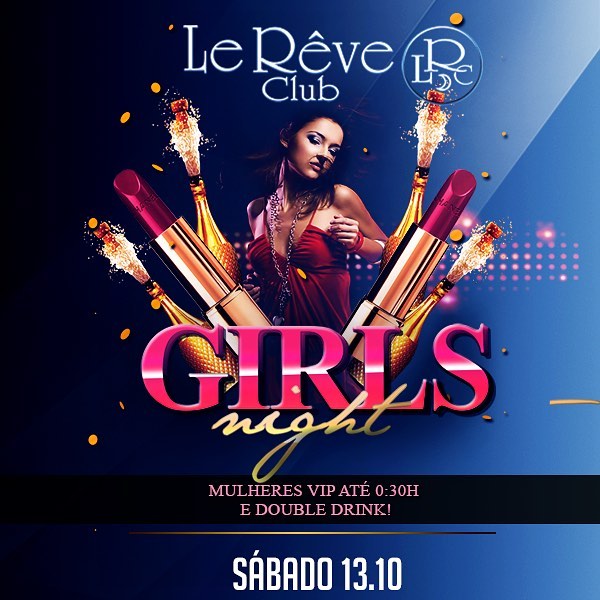 Le Rêve
Club
LRC
GIRLS
night
MULHERES VIP ATÉ 0:30H
E DOUBLE DRINK!
SÁBADO 13.10